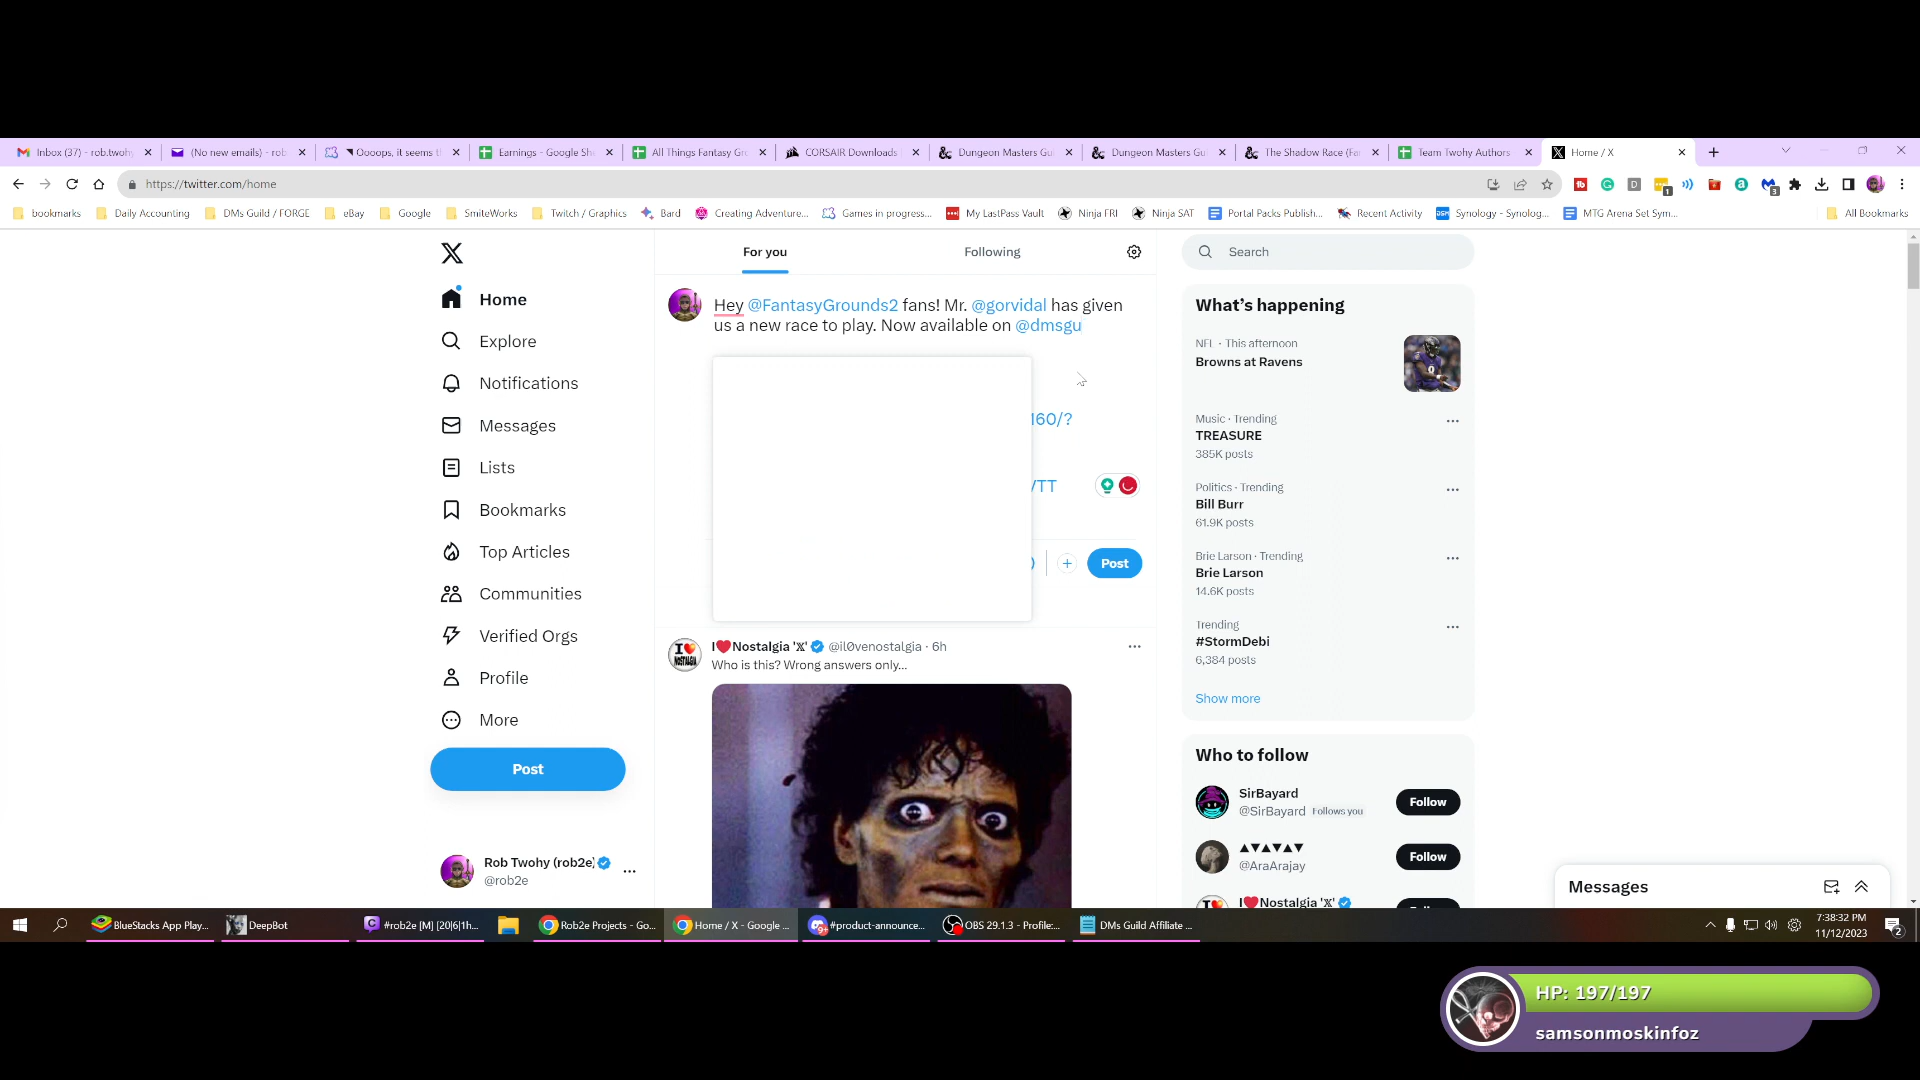 Inbox (37) - rob.twohy
(No new emails) - rob
Oooops, it seems t
Earnings - Google Sh
All Things Fantasy Gr
CORSAIR Downloads
Dungeon Masters Gu
Dungeon Masters Gu
The Shadow Race (Fa
Team Twohy Authors
Home / X
https://twitter.com/home
bookmarks
Daily Accounting
DMs Guild / FORGE
eBay
Google
SmiteWorks
Twitch / Graphics
Bard
Creating Adventure...
Games in progress...
My LastPass Vault
Ninja FRI
Ninja SAT
Portal Packs Publish...
Recent Activity
Synology - Synolog...
MTG Arena Set Sym...
All Bookmarks
Home
Explore
Notifications
Messages
Lists
Bookmarks
Top Articles
Communities
Verified Orgs
Profile
More
Post
Rob Twohy (rob2e)
@rob2e
For you
Following
Hey @FantasyGrounds2 fans! Mr. @gorvidal has given
us a new race to play. Now available on @dmsgu
160/?
/TT
Post
I❤️Nostalgia '𝕏' @il0venostalgia · 6h
Who is this? Wrong answers only...
I ❤ NOSTALGIA
Search
What's happening
NFL · This afternoon
Browns at Ravens
Music · Trending
TREASURE
385K posts
Politics · Trending
Bill Burr
61.9K posts
Brie Larson · Trending
Brie Larson
14.6K posts
Trending
#StormDebi
6,384 posts
Show more
Who to follow
SirBayard
@SirBayard Follows you
Follow
▲▼▲▼▲▼
@AraArajay
Follow
I❤️Nostalgia '𝕏'
Messages
BlueStacks App Play...
DeepBot
#rob2e [M] [20|6|1h...
Rob2e Projects - Go...
Home / X - Google ...
#product-announce...
OBS 29.1.3 - Profile:...
DMs Guild Affiliate ...
7:38:32 PM
11/12/2023
2
HP: 197/197
samsonmoskinfoz